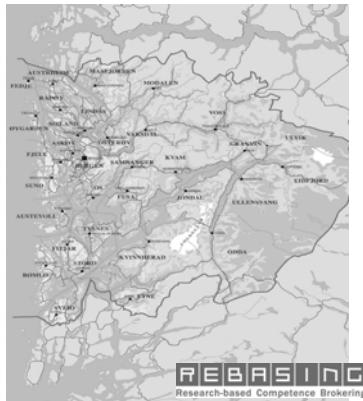 MASFJORDEN
AUSTRHEIM
MODALEN
FEDJE
RADØY
LINDÅS
VOSS
ØYGARDEN
MELAND
VAKSDAL
ULVIK
ASKØY
OSTERØY
GRANVIN
FJELL
BERGEN
KVAM
SAMNANGER
EIDFJORD
SUND
OS
FUSA
JONDAL
ULLENSVANG
AUSTEVOLL
TYSNES
FITJAR
KVINNHERAD
ODDA
STORD
BØMLO
ETNE
SVEIO
REBASING
Research-based Competence Brokering